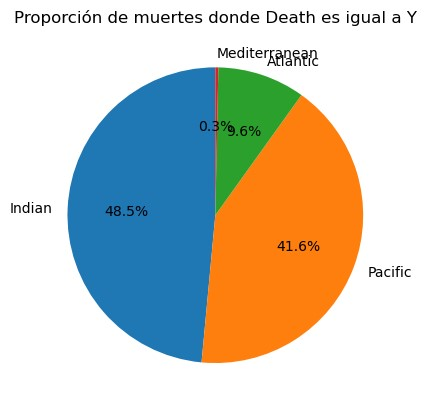 Proporción de muertes donde Death es igual a Y
Mediterranean
Atlantic
0.3%
9.6%
Indian
48.5%
41.6%
Pacific